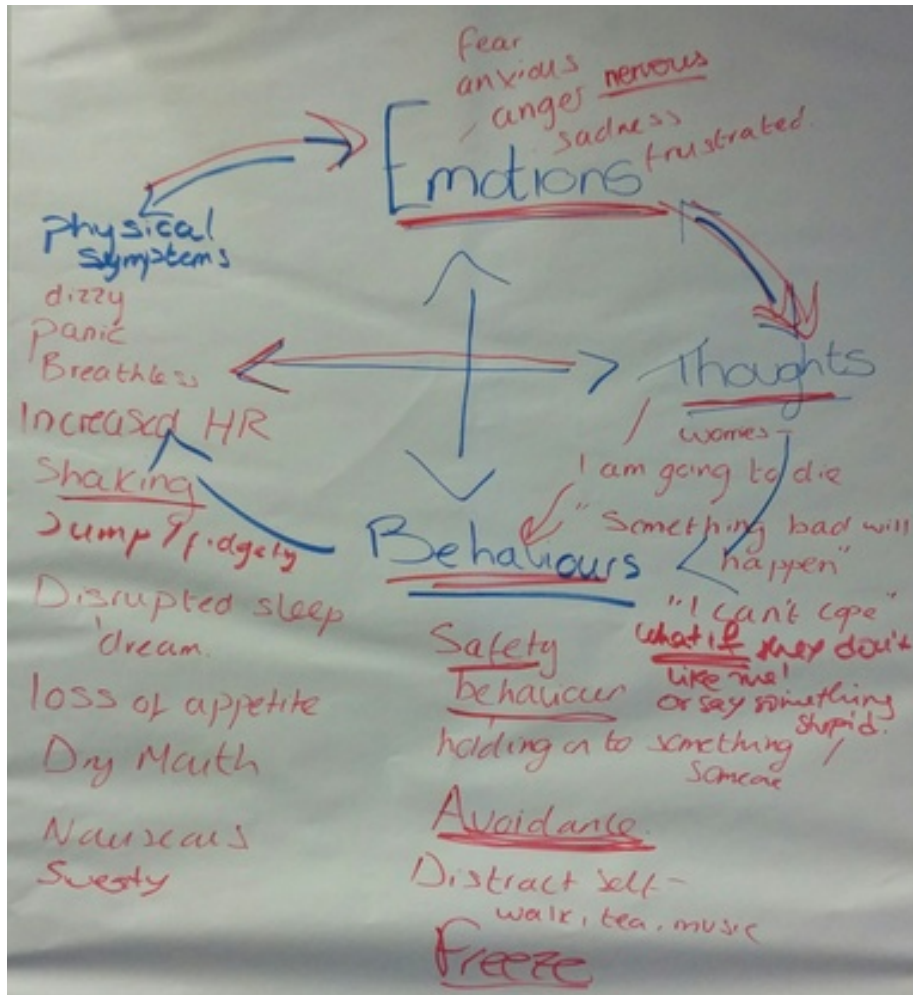 fear
anxious
anger nervous
sadness
frustrated.
Emotions
physical
symptoms
dizzy
panic
Breathless
Increased HR
Shaking
Jump fidgety
Disrupted sleep
dream.
loss of appetite
Dry Mouth
Nauseaus
Sweaty
Thoughts
worries -
I am going to die
"Something bad will
happen"
"I can't cope"
what if they don't
like me!
or say something
stupid.
Behaviours
Safety
behaviour
holding on to something /
someone
Avoidance.
Distract self -
walk, tea, music
Freeze